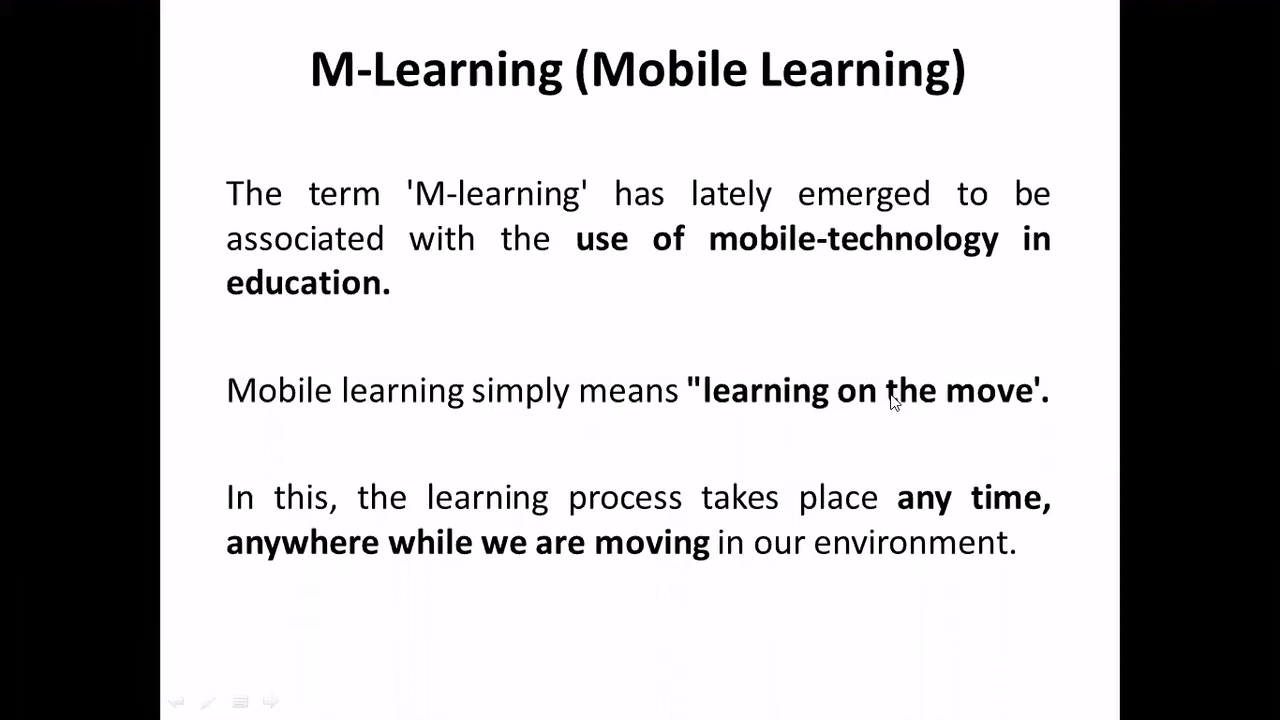 M-Learning (Mobile Learning)
The term 'M-learning' has lately emerged to be
associated with the use of mobile-technology in
education.
Mobile learning simply means "learning on the move'.
In this, the learning process takes place any time,
anywhere while we are moving in our environment.